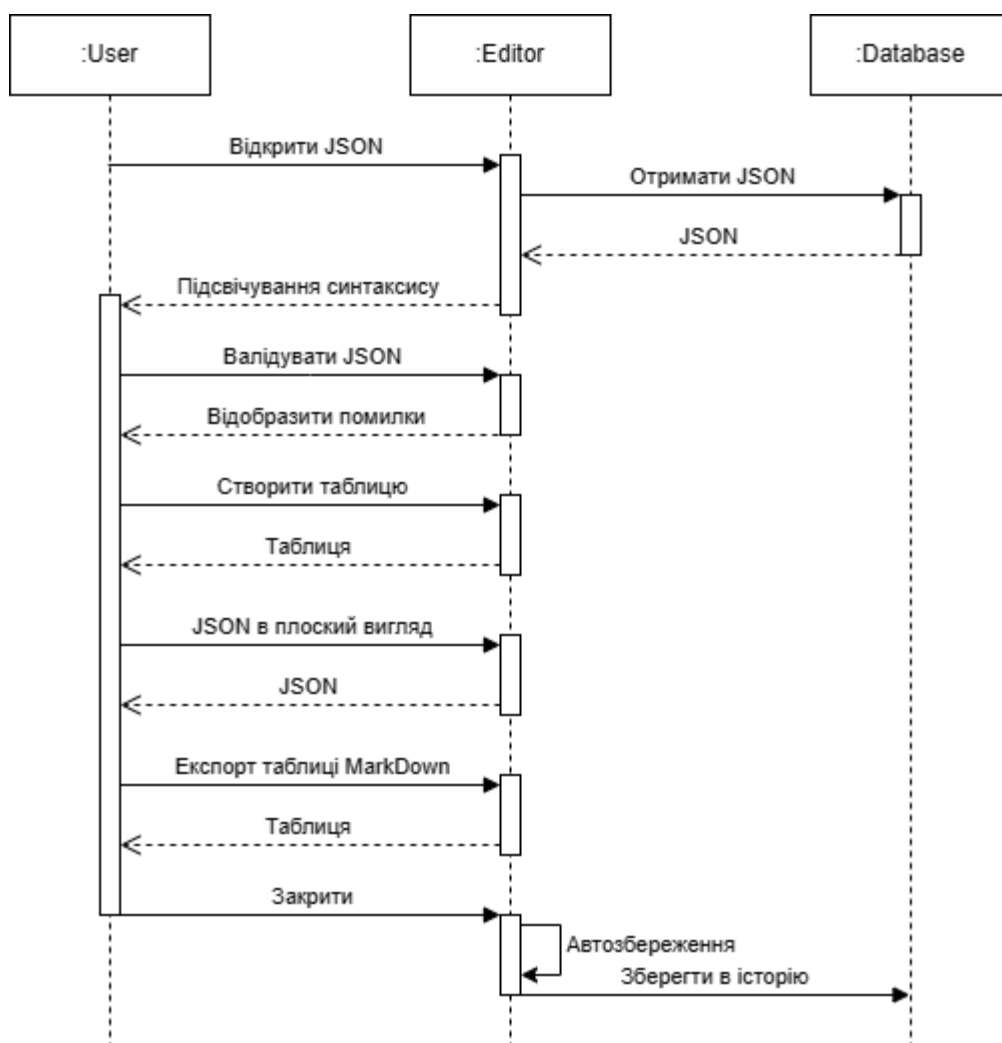 :User
:Editor
:Database
Відкрити JSON
Отримати JSON
JSON
Підсвічування синтаксису
Валідувати JSON
Відобразити помилки
Створити таблицю
Таблиця
JSON в плоский вигляд
JSON
Експорт таблиці MarkDown
Таблиця
Закрити
Автозбереження
Зберегти в історію